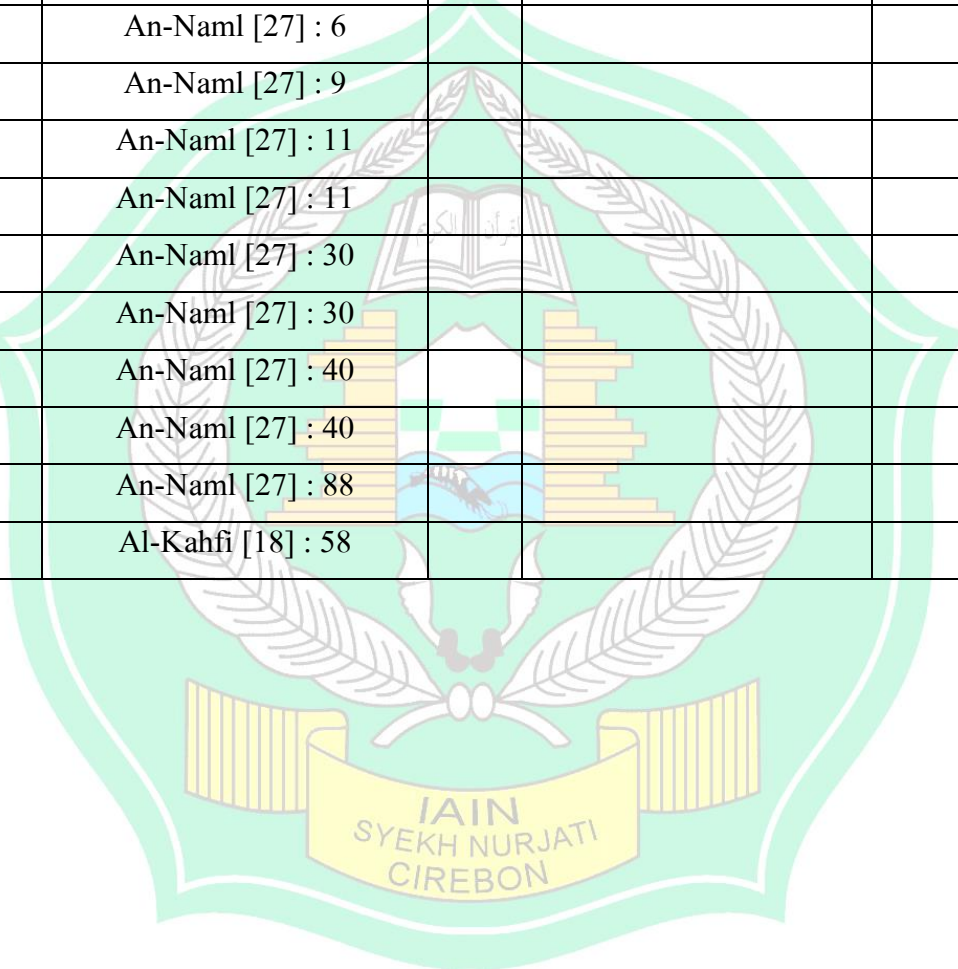 An-Naml [27] : 6
An-Naml [27] : 9
An-Naml [27] : 11
An-Naml [27] : 11
An-Naml [27] : 30
An-Naml [27] : 30
An-Naml [27] : 40
An-Naml [27] : 40
An-Naml [27] : 88
Al-Kahfi [18] : 58
IAIN
SYEKH NURJATI
CIREBON